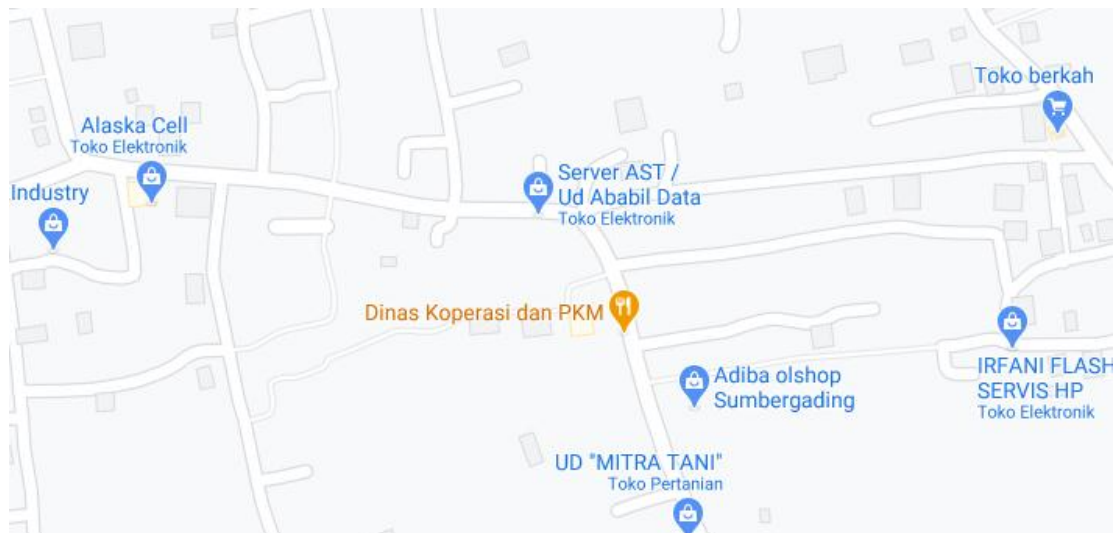 Toko berkah
Alaska Cell
Toko Elektronik
Server AST /
Ud Ababil Data
Toko Elektronik
Industry
Dinas Koperasi dan PKM
IRFANI FLASH
SERVIS HP
Toko Elektronik
Adiba olshop
Sumbergading
UD "MITRA TANI"
Toko Pertanian